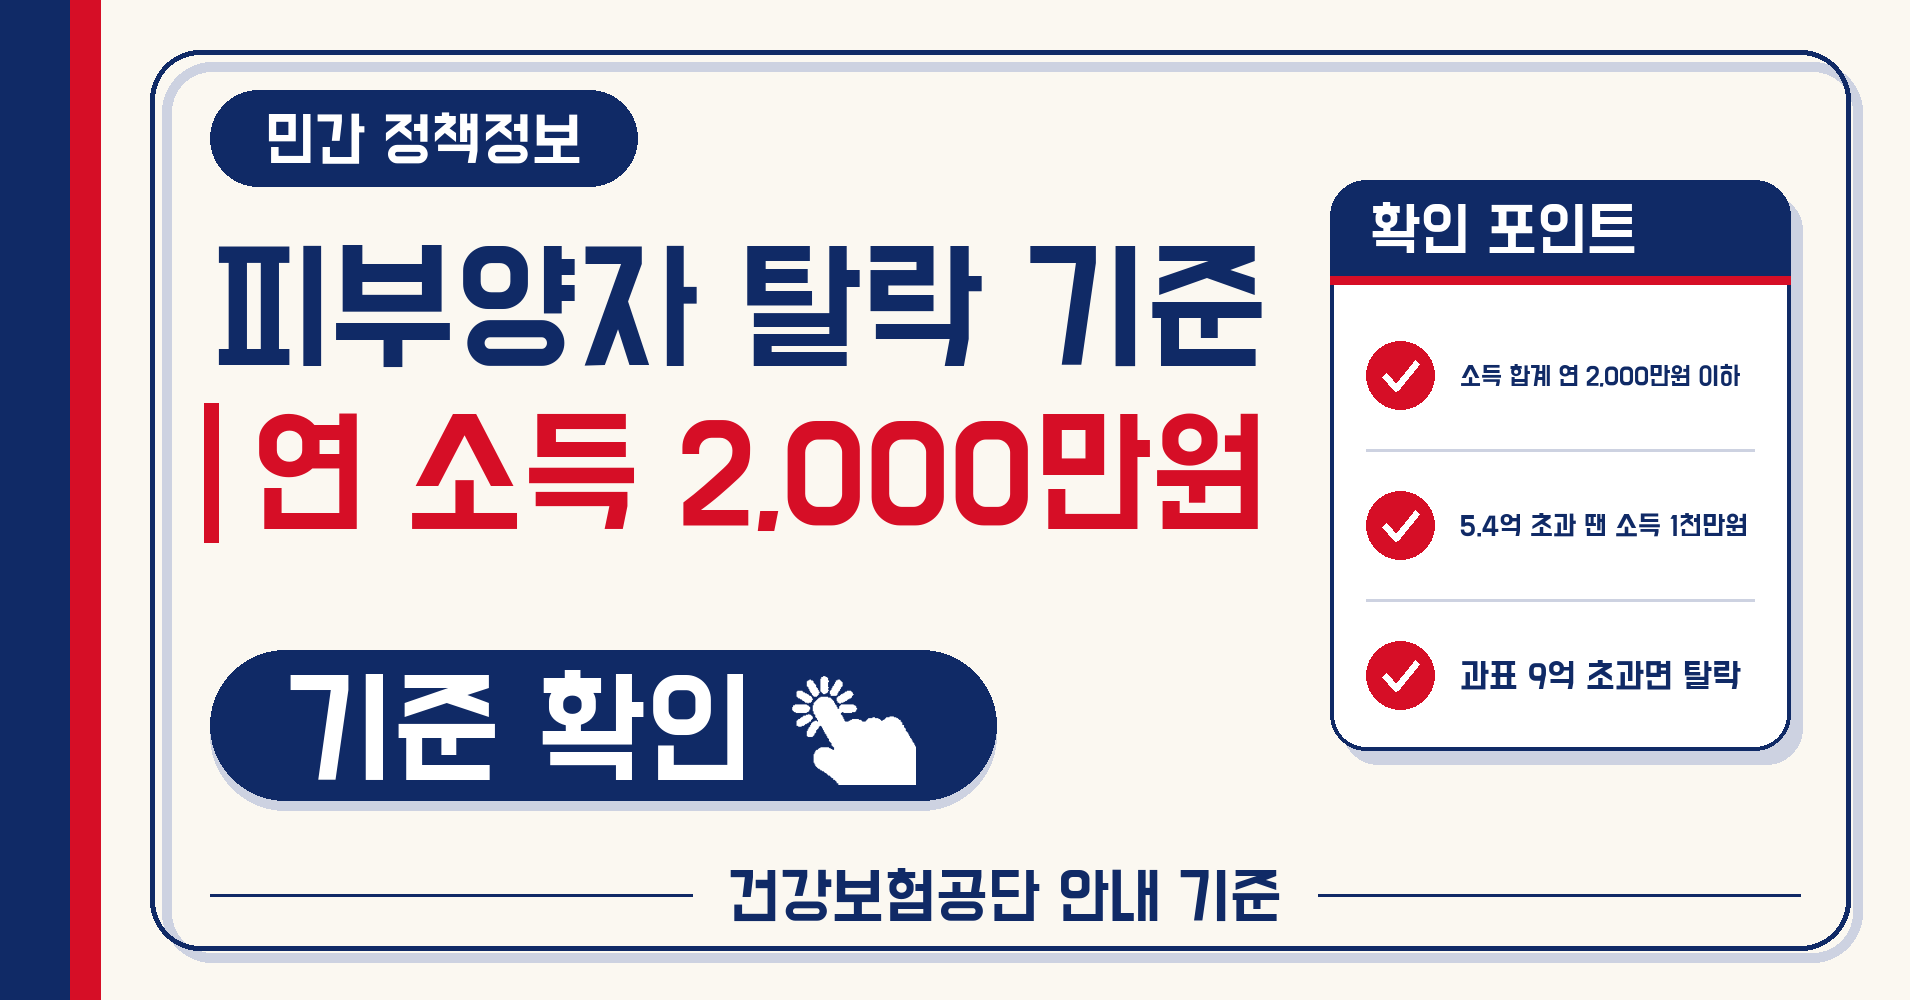 민간 정책정보
피부양자 탈락 기준
연 소득 2,000만원
기준 확인
확인 포인트
소득 합계 연 2,000만원 이하
5.4억 초과 땐 소득 1천만원
과표 9억 초과면 탈락
건강보험공단 안내 기준